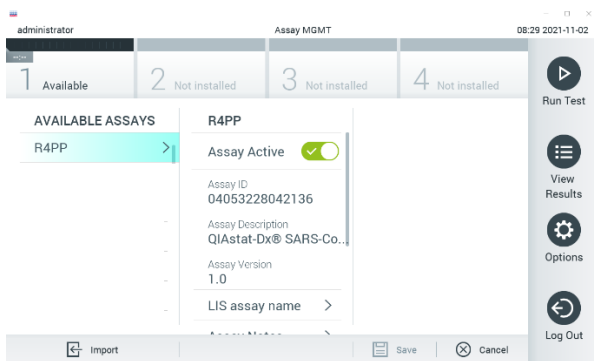 administrator
Assay MGMT
08:29 2021-11-02
1 Available
2 Not installed
3 Not installed
4 Not installed
Run Test
AVAILABLE ASSAYS
R4PP
R4PP
Assay Active
Assay ID
04053228042136
Assay Description
QIAstat-Dx® SARS-Co...
Assay Version
1.0
LIS assay name
Assay Notes
View
Results
Options
Log Out
Import
Save
Cancel